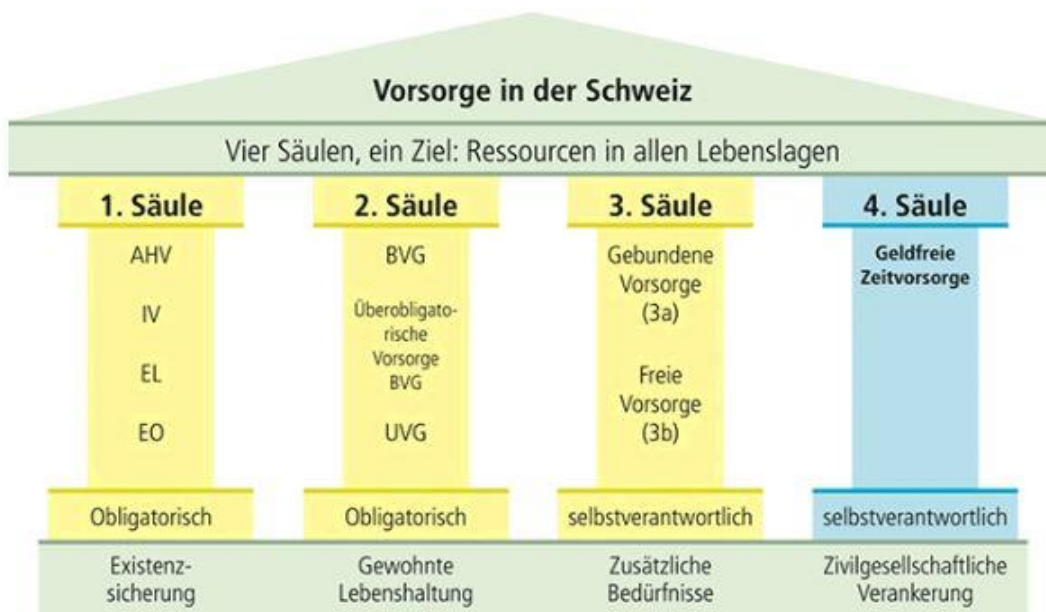 Vorsorge in der Schweiz
Vier Säulen, ein Ziel: Ressourcen in allen Lebenslagen
1. Säule
AHV
IV
EL
EO
Obligatorisch
Existenz-
sicherung
2. Säule
BVG
Überobligato-
rische
Vorsorge
BVG
UVG
Obligatorisch
Gewohnte
Lebenshaltung
3. Säule
Gebundene
Vorsorge
(3a)
Freie
Vorsorge
(3b)
selbstverantwortlich
Zusätzliche
Bedürfnisse
4. Säule
Geldfreie
Zeitvorsorge
selbstverantwortlich
Zivilgesellschaftliche
Verankerung